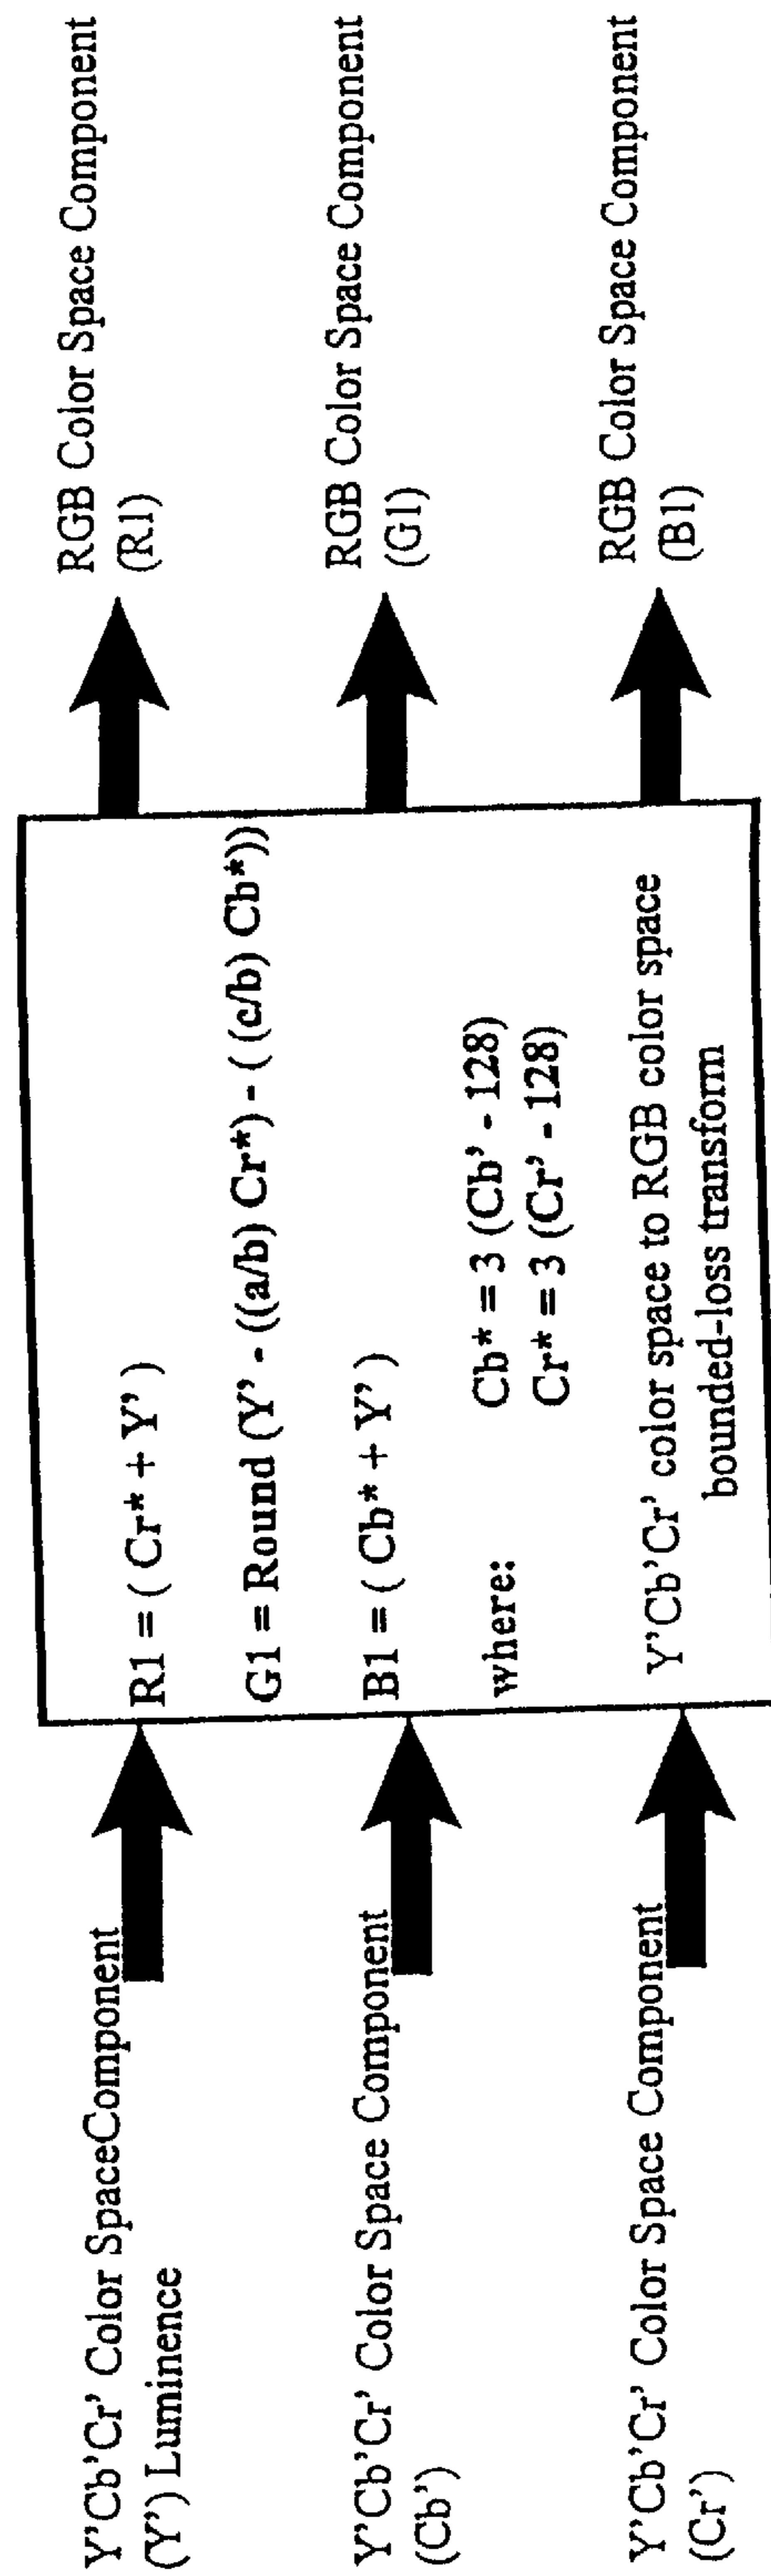 Y'Cb'Cr' Color SpaceComponent
(Y') Luminence
Y'Cb'Cr' Color Space Component
(Cb')
Y'Cb'Cr' Color Space Component
(Cr')
R1 = ( Cr* + Y' )
G1 = Round (Y' - ((a/b) Cr*) - ( (c/b) Cb*))
B1 = ( Cb* + Y' )
where:
Cb* = 3 (Cb' - 128)
Cr* = 3 (Cr' - 128)
Y'Cb'Cr' color space to RGB color space
bounded-loss transform
RGB Color Space Component
(R1)
RGB Color Space Component
(G1)
RGB Color Space Component
(B1)